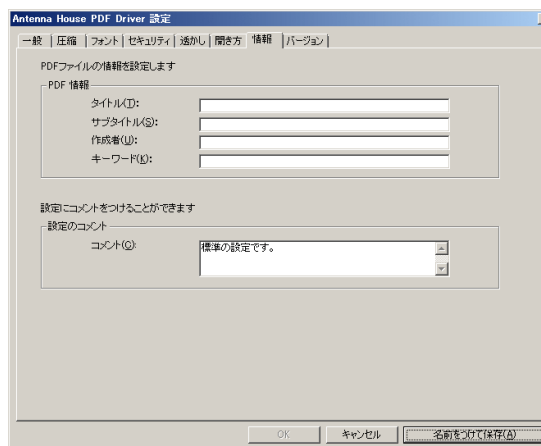 Antenna House PDF Driver 設定
一般 圧縮 フォント セキュリティ 透かし 開き方 情報 バージョン
PDFファイルの情報を設定します
PDF 情報
タイトル(T):
サブタイトル(S):
作成者(U):
キーワード(K):
設定にコメントをつけることができます
設定のコメント
コメント(C):
標準の設定です。
OK キャンセル 名前をつけて保存(A)